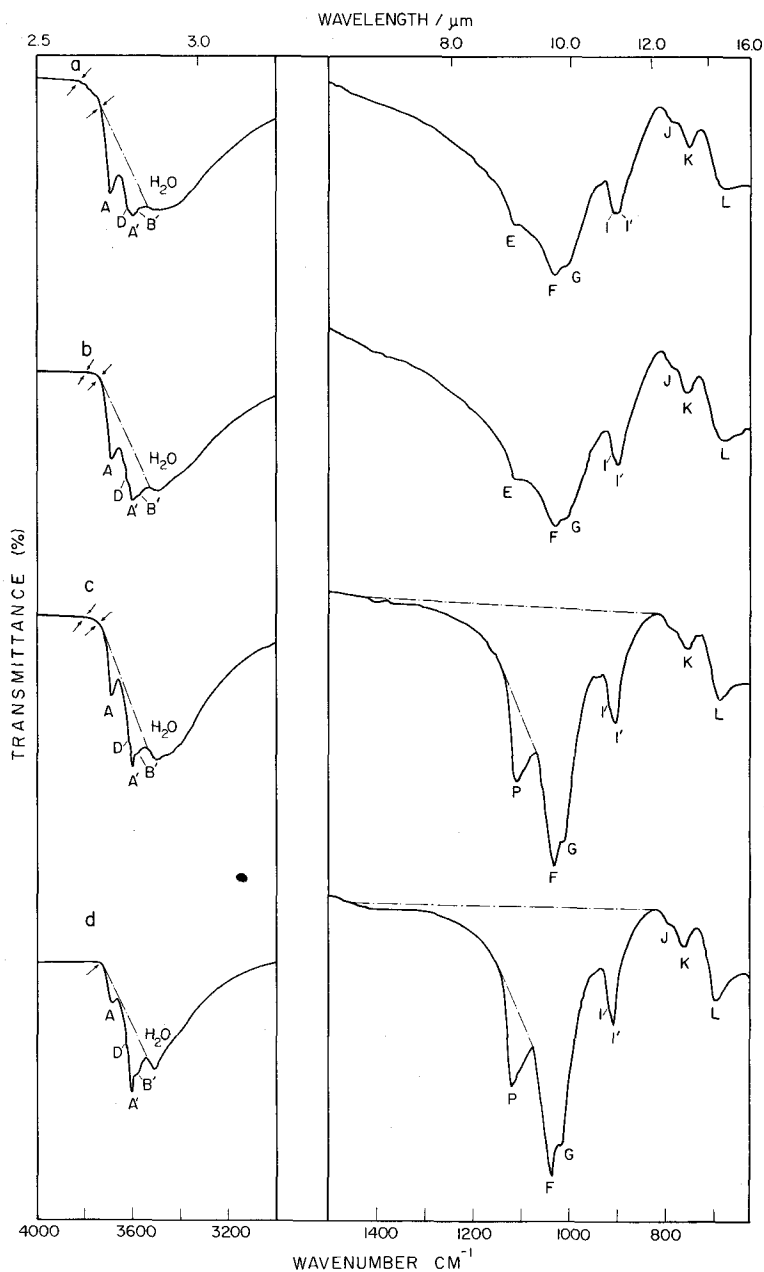 WAVELENGTH / μm
2.5 3.0 8.0 10.0 12.0 16.0
a
H₂O
A
D
A'
B'
E
F
G
I
I'
J
K
L
b
H₂O
A
D
A'
B'
E
F
G
I
I'
J
K
L
c
H₂O
A
D
A'
B'
P
F
G
I
I'
K
L
d
H₂O
A
D
A'
B'
P
F
G
I
I'
J
K
L
TRANSMITTANCE (%)
4000 3600 3200 1400 1200 1000 800
WAVENUMBER CM⁻¹